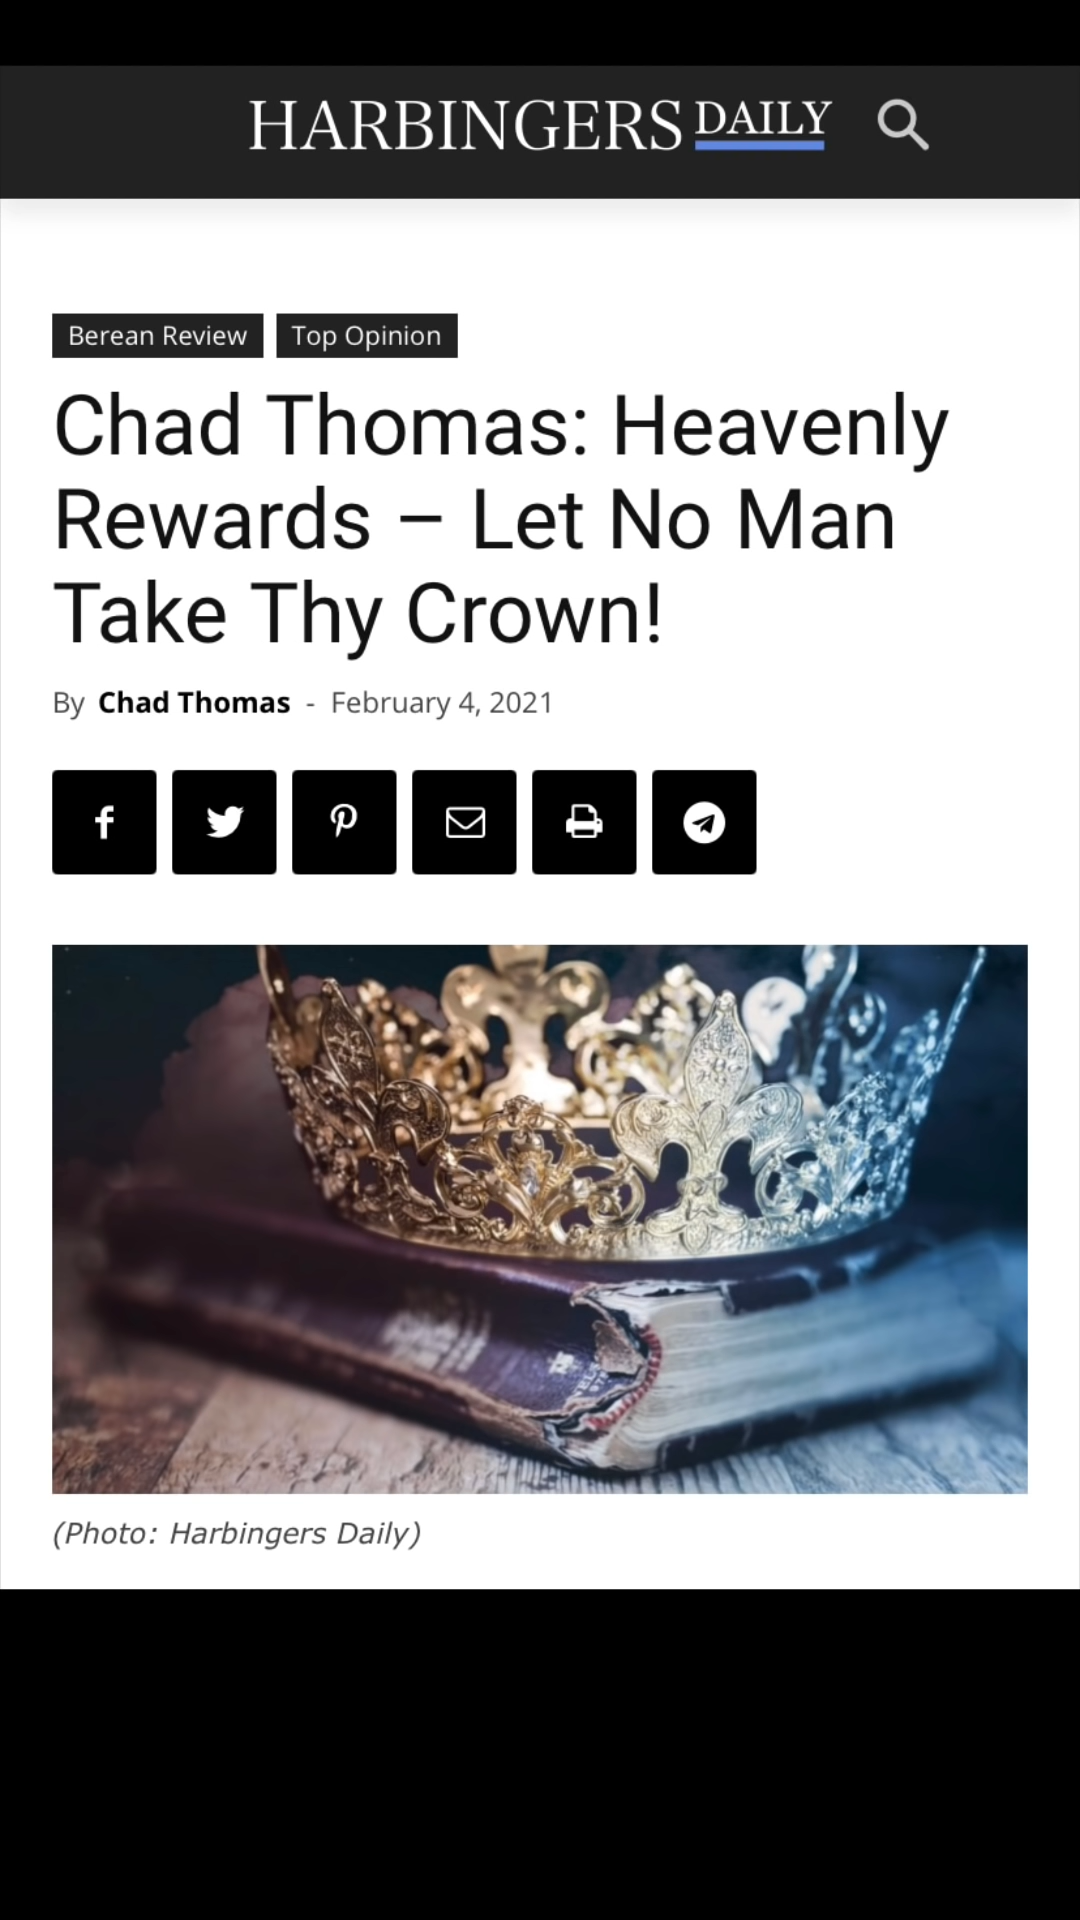 HARBINGERS DAILY
Berean Review Top Opinion
Chad Thomas: Heavenly
Rewards – Let No Man
Take Thy Crown!
By Chad Thomas - February 4, 2021
(Photo: Harbingers Daily)